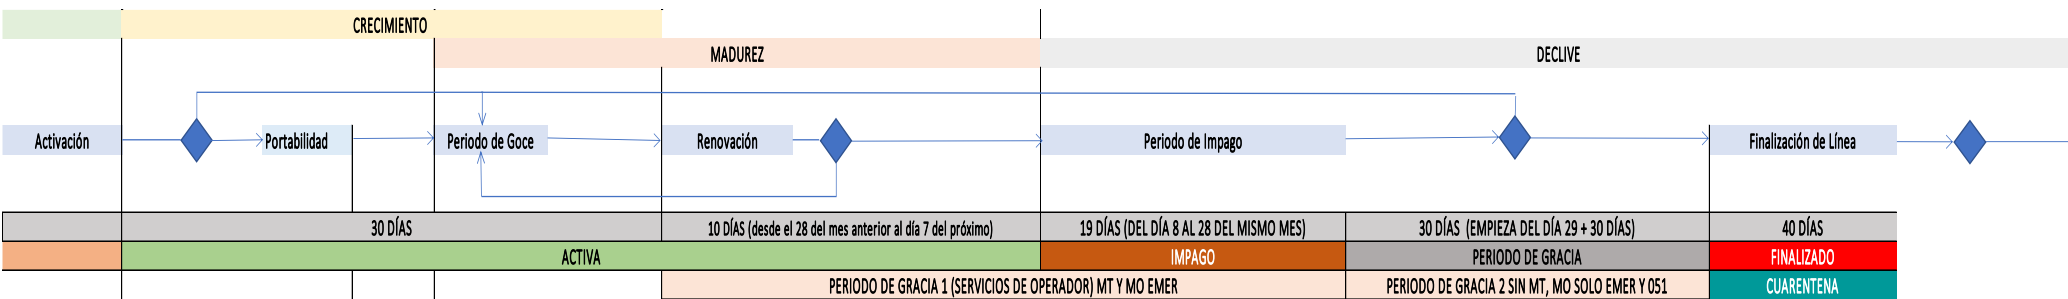 CRECIMIENTO
MADUREZ
DECLIVE
Activación
Portabilidad
Periodo de Goce
Renovación
Periodo de Impago
Finalización de Línea
30 DÍAS
10 DÍAS (desde el 28 del mes anterior al día 7 del próximo)
19 DÍAS (DEL DÍA 8 AL 28 DEL MISMO MES)
30 DÍAS (EMPIEZA DEL DÍA 29 + 30 DÍAS)
40 DÍAS
ACTIVA
IMPAGO
PERIODO DE GRACIA
FINALIZADO
PERIODO DE GRACIA 1 (SERVICIOS DE OPERADOR) MT Y MO EMER
PERIODO DE GRACIA 2 SIN MT, MO SOLO EMER Y 051
CUARENTENA